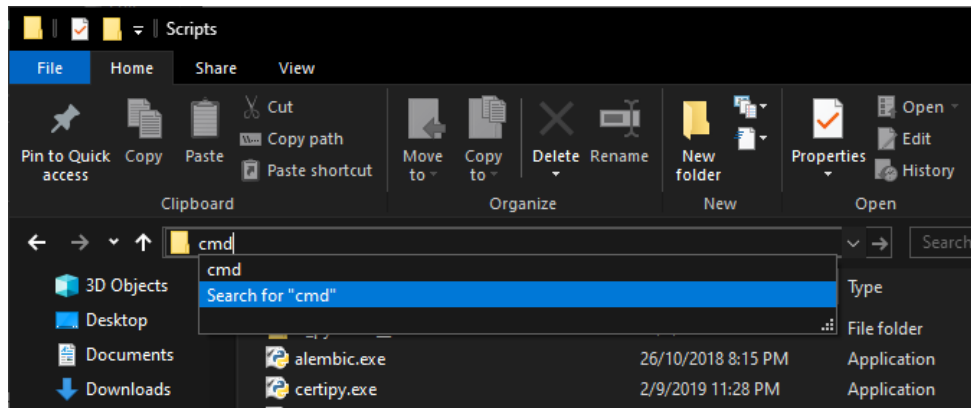 Scripts
File Home Share View
Pin to Quick access
Copy
Paste
Cut
Copy path
Paste shortcut
Move to
Copy to
Delete
Rename
New folder
Properties
Open
Edit
History
Clipboard Organize New Open
cmd
Search
cmd
Search for "cmd"
3D Objects
Desktop
Documents
Downloads
Type
File folder
alembic.exe 26/10/2018 8:15 PM Application
certipy.exe 2/9/2019 11:28 PM Application